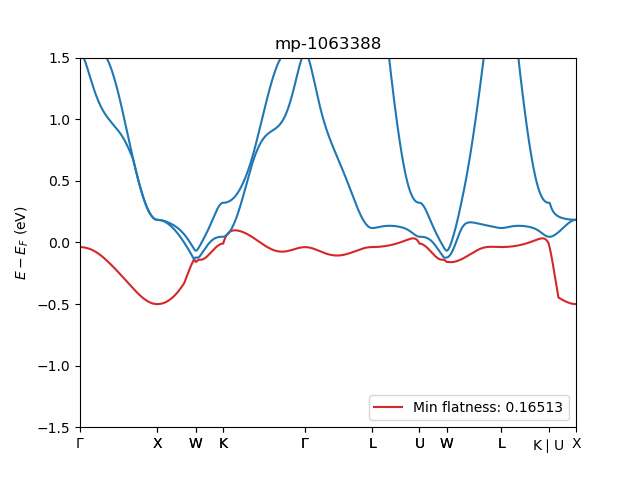 mp-1063388
E − E_F (eV)
1.5
1.0
0.5
0.0
−0.5
−1.0
−1.5
Min flatness: 0.16513
Γ X W K Γ L U W L K | U X